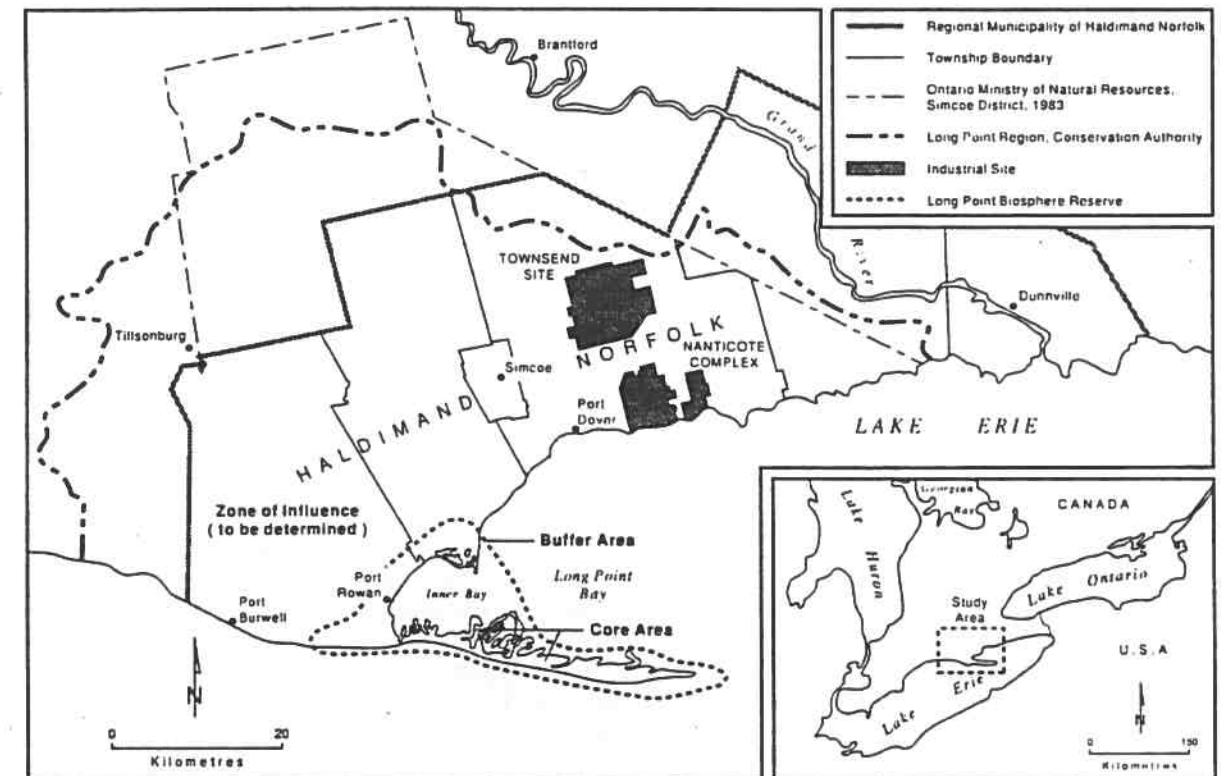 Regional Municipality of Haldimand Norfolk
Township Boundary
Ontario Ministry of Natural Resources,
Simcoe District, 1983
Long Point Region, Conservation Authority
Industrial Site
Long Point Biosphere Reserve
Brantford
Grand
River
TOWNSEND
SITE
Dunnville
Tillsonburg
NORFOLK
NANTICOTE
COMPLEX
Simcoe
Port
Dover
HALDIMAND
LAKE ERIE
Zone of Influence
( to be determined )
Buffer Area
Port
Rowan
Inner Bay
Long Point
Bay
Port
Burwell
Core Area
N
0 20
Kilometres
Georgian
Bay
CANADA
Lake
Huron
Lake Ontario
Study
Area
U.S.A
Lake Erie
N
0 150
Kilometres